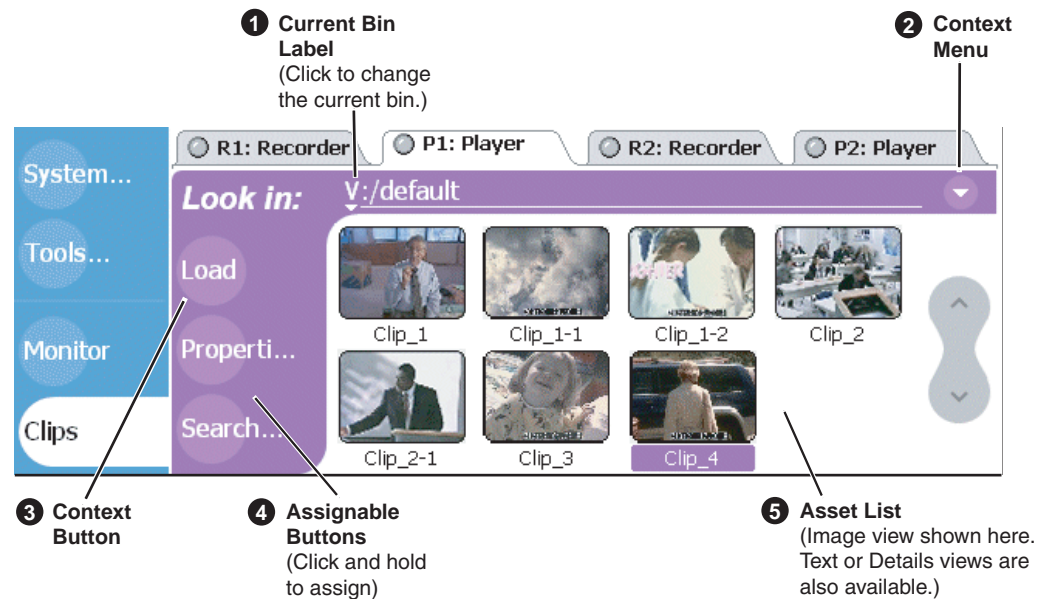 1 Current Bin
Label
(Click to change
the current bin.)
2 Context
Menu
R1: Recorder
P1: Player
R2: Recorder
P2: Player
System...
Tools...
Monitor
Clips
Look in:
V:/default
Load
Properti...
Search...
Clip_1
Clip_1-1
Clip_1-2
Clip_2
Clip_2-1
Clip_3
Clip_4
3 Context
Button
4 Assignable
Buttons
(Click and hold
to assign)
5 Asset List
(Image view shown here.
Text or Details views are
also available.)